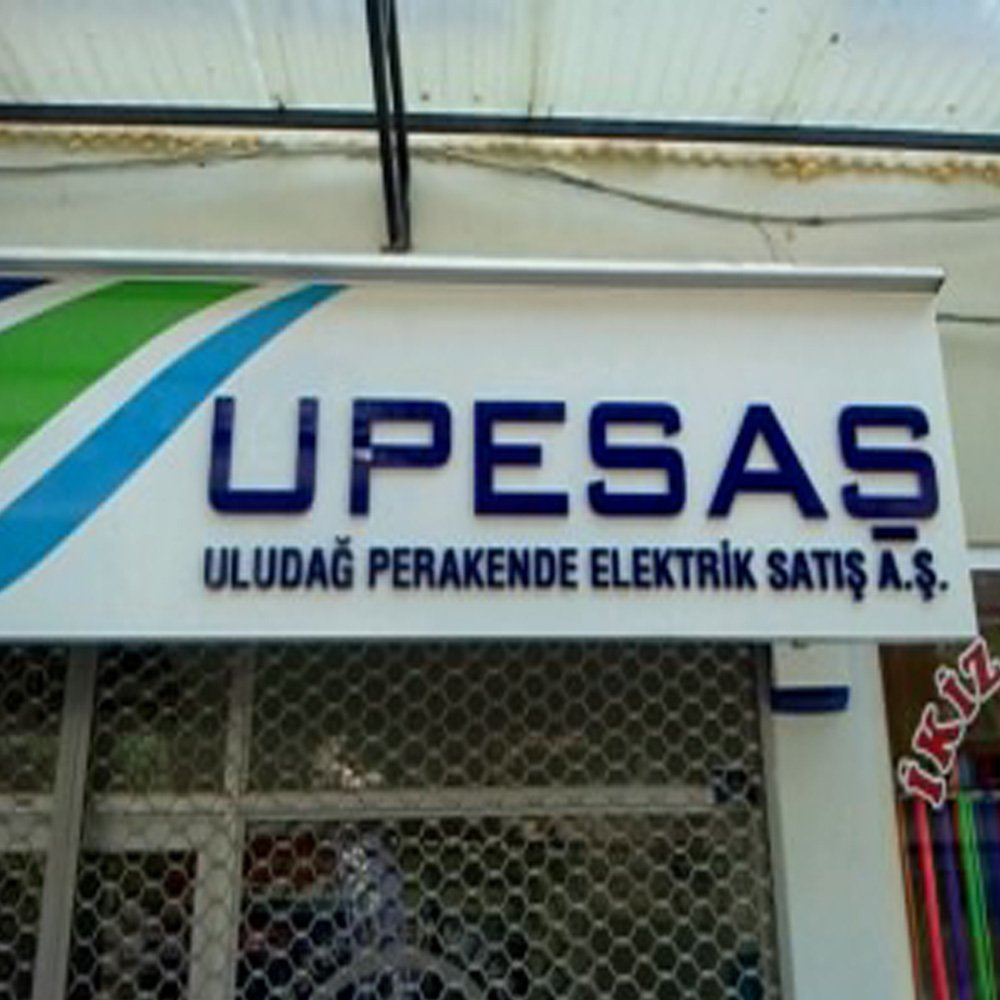 UPESAŞ
ULUDAĞ PERAKENDE ELEKTRİK SATIŞ A.Ş.
İKİZ